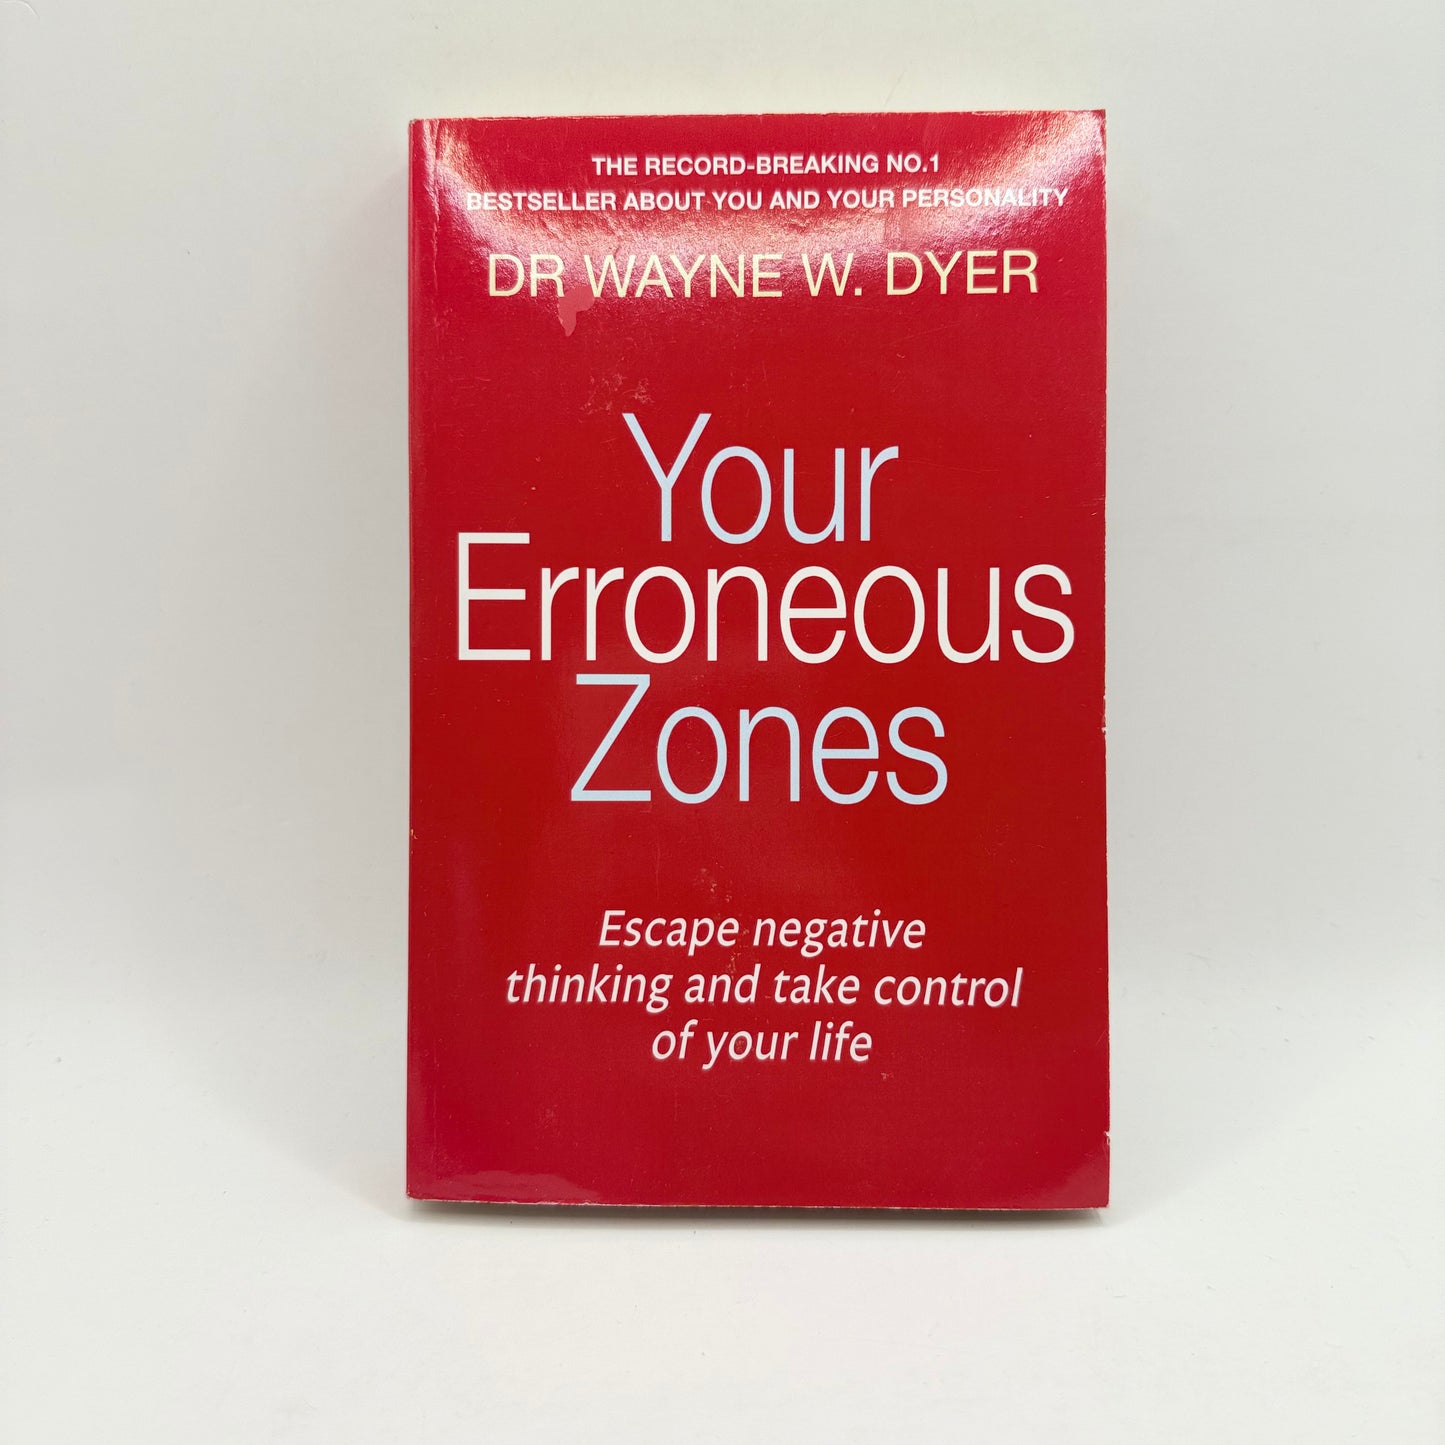 THE RECORD-BREAKING NO.1
BESTSELLER ABOUT YOU AND YOUR PERSONALITY
DR WAYNE W. DYER
Your
Erroneous
Zones
Escape negative
thinking and take control
of your life